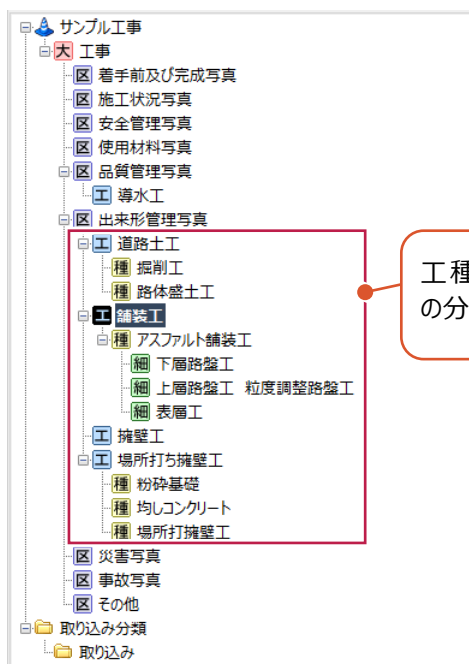 サンプル工事
大 工事
区 着手前及び完成写真
区 施工状況写真
区 安全管理写真
区 使用材料写真
区 品質管理写真
工 導水工
区 出来形管理写真
工 道路土工
種 掘削工
種 路体盛土工
工 舗装工
種 アスファルト舗装工
細 下層路盤工
細 上層路盤工 粒度調整路盤工
細 表層工
工 擁壁工
工 場所打ち擁壁工
種 粉砕基礎
種 均しコンクリート
種 場所打擁壁工
区 災害写真
区 事故写真
区 その他
取り込み分類
取り込み
工種
の分